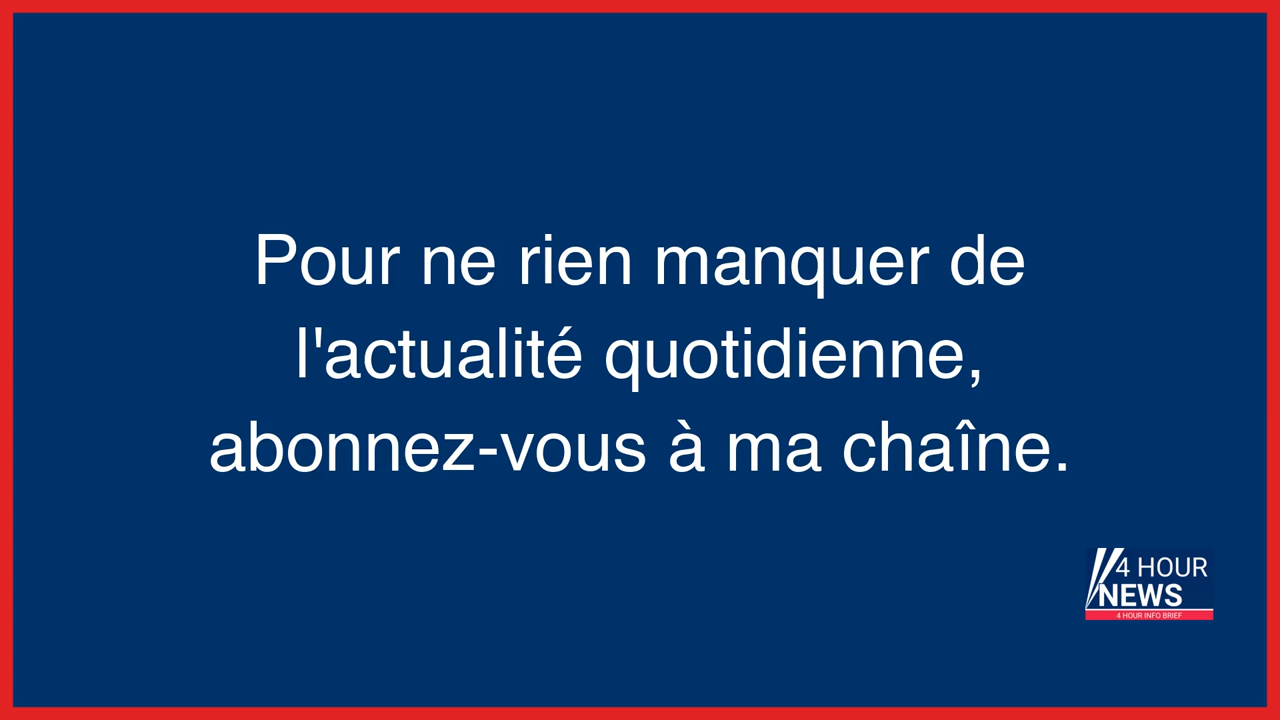 Pour ne rien manquer de
l'actualité quotidienne,
abonnez-vous à ma chaîne.
4 HOUR
NEWS
4 HOUR INFO BRIEF